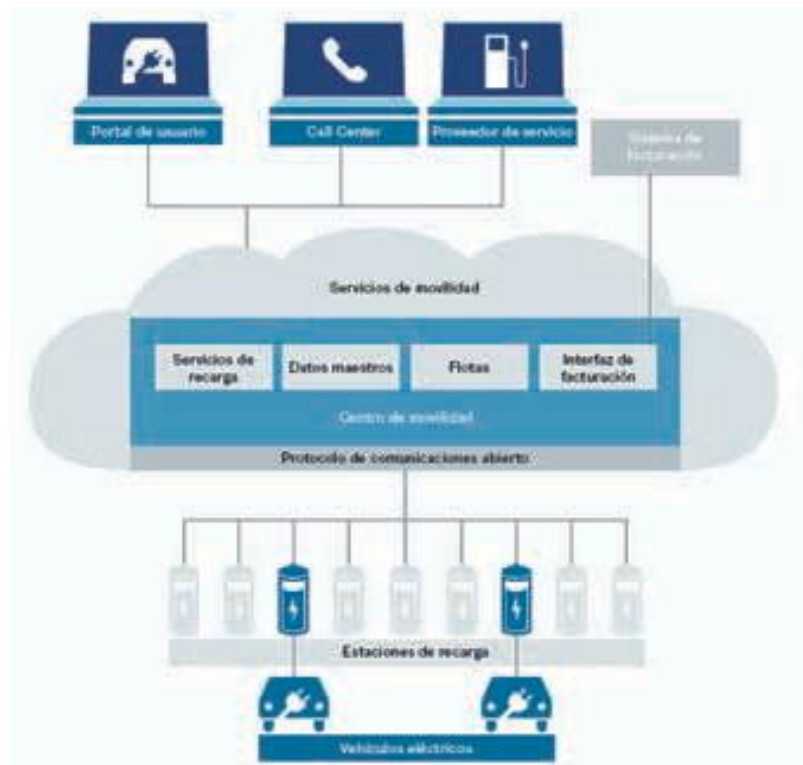 Portal de usuario
Call Center
Proveedor de servicio
Sistema de
facturación
Servicios de movilidad
Servicios de
recarga
Datos maestros
Flotas
Interfaz de
facturación
Centro de movilidad
Protocolo de comunicaciones abierto
Estaciones de recarga
Vehículos eléctricos